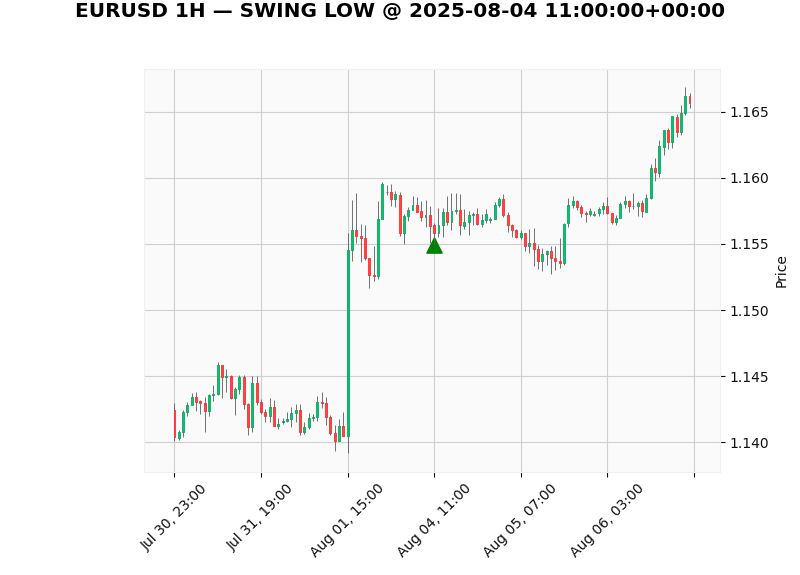 EURUSD 1H — SWING LOW @ 2025-08-04 11:00:00+00:00
1.165
1.160
1.155
1.150
1.145
1.140
Price
Jul 30, 23:00
Jul 31, 19:00
Aug 01, 15:00
Aug 04, 11:00
Aug 05, 07:00
Aug 06, 03:00